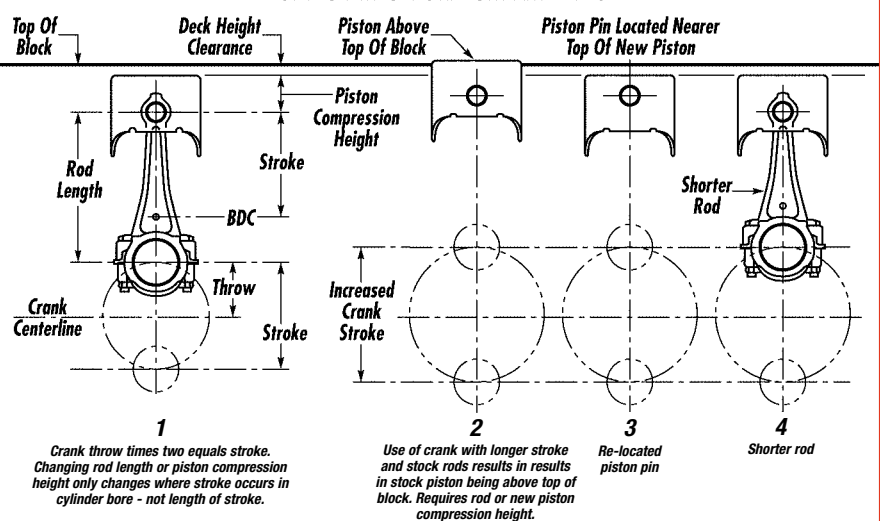 Top Of
Block
Deck Height
Clearance
Piston Above
Top Of Block
Piston Pin Located Nearer
Top Of New Piston
Piston
Compression
Height
Rod
Length
Stroke
BDC
Shorter
Rod
Throw
Crank
Centerline
Stroke
Increased
Crank
Stroke
1
Crank throw times two equals stroke.
Changing rod length or piston compression
height only changes where stroke occurs in
cylinder bore - not length of stroke.
2
Use of crank with longer stroke
and stock rods results in results
in stock piston being above top of
block. Requires rod or new piston
compression height.
3
Re-located
piston pin
4
Shorter rod